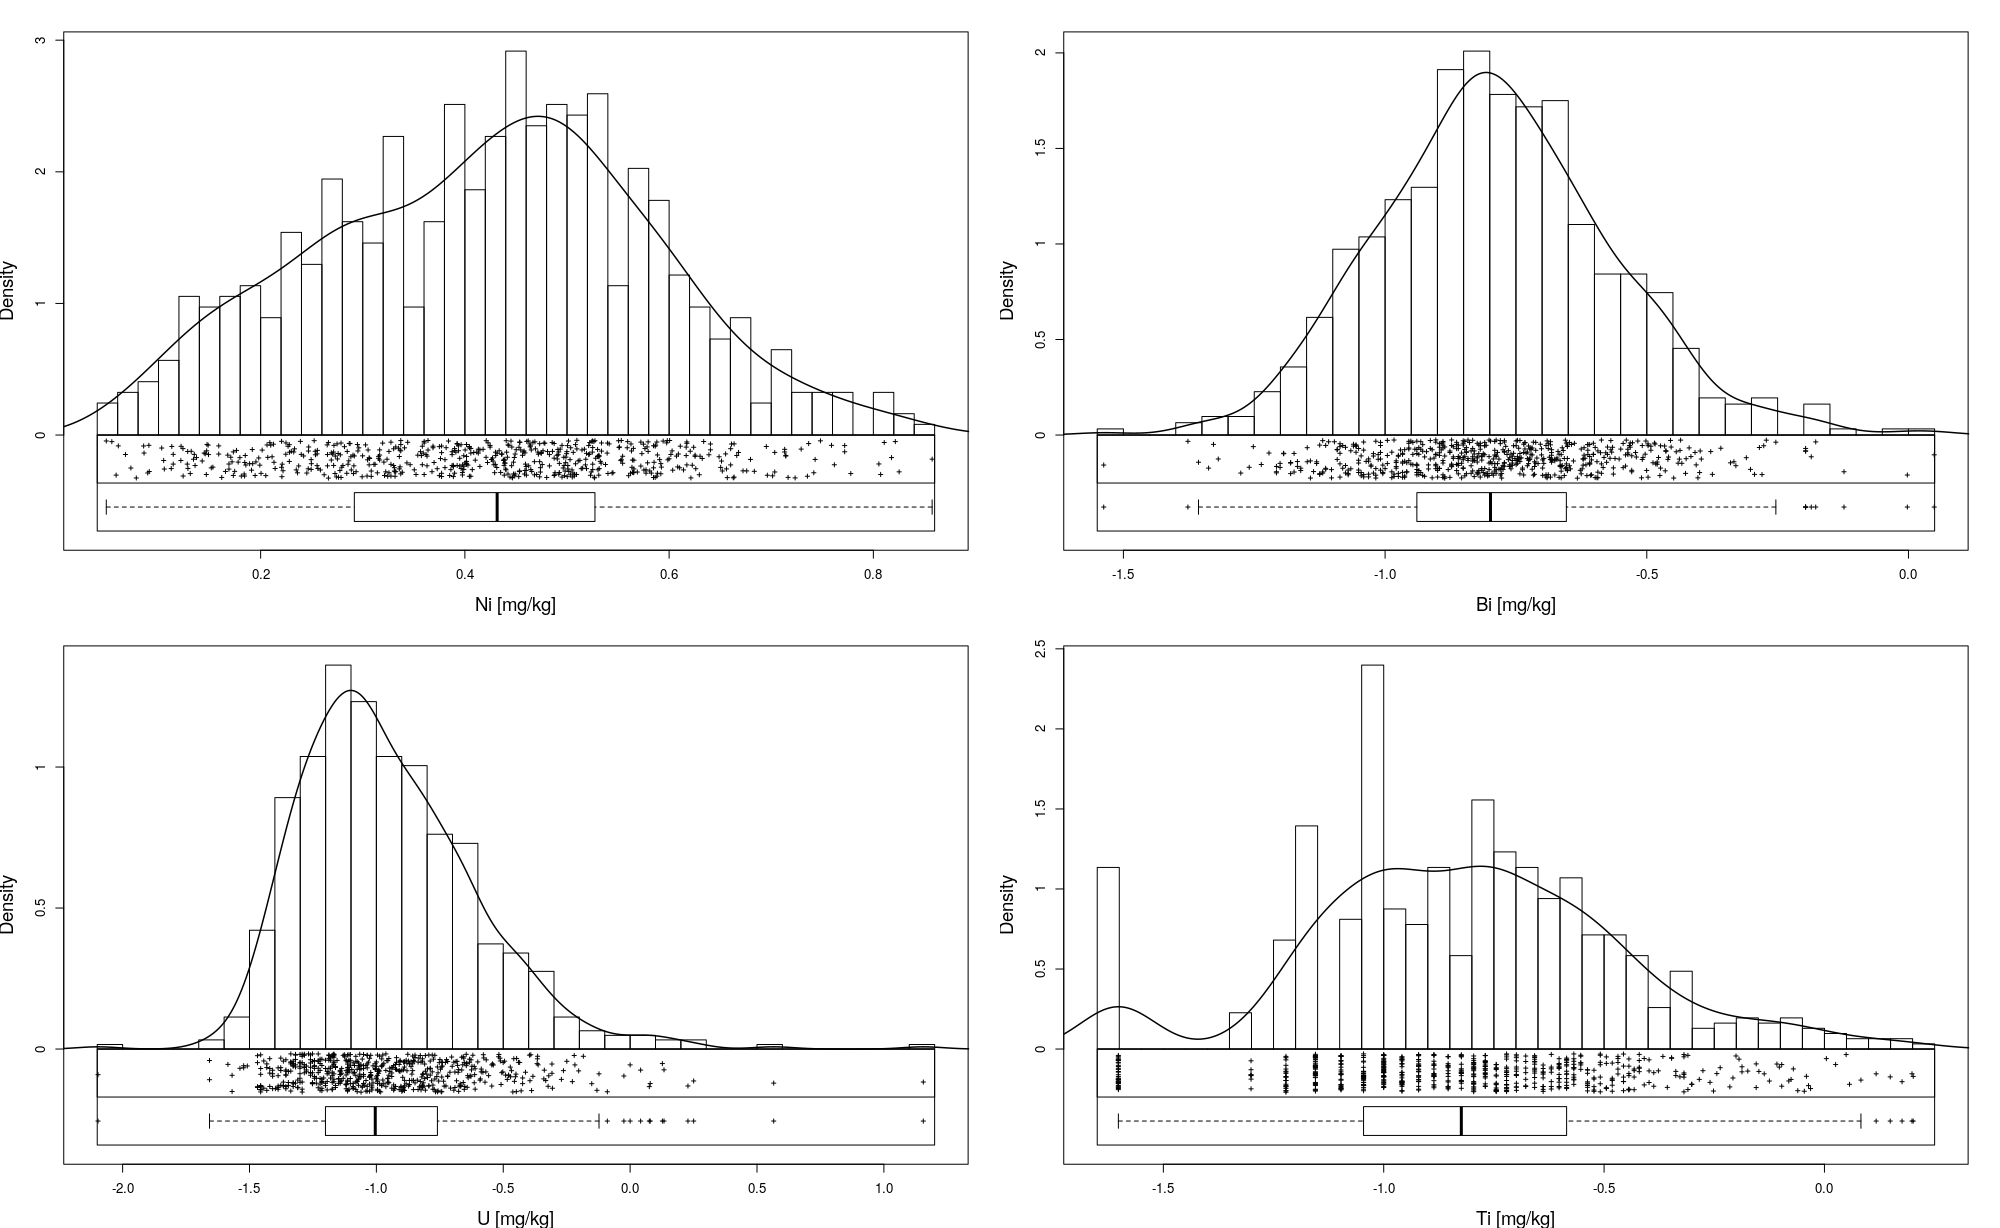 Density
0 1 2 3
0.2 0.4 0.6 0.8
Ni [mg/kg]
Density
0 0.5 1 1.5 2
-1.5 -1.0 -0.5 0.0
Bi [mg/kg]
Density
0 0.5 1
-2.0 -1.5 -1.0 -0.5 0.0 0.5 1.0
U [mg/kg]
Density
0 0.5 1 1.5 2 2.5
-1.5 -1.0 -0.5 0.0
Ti [mg/kg]